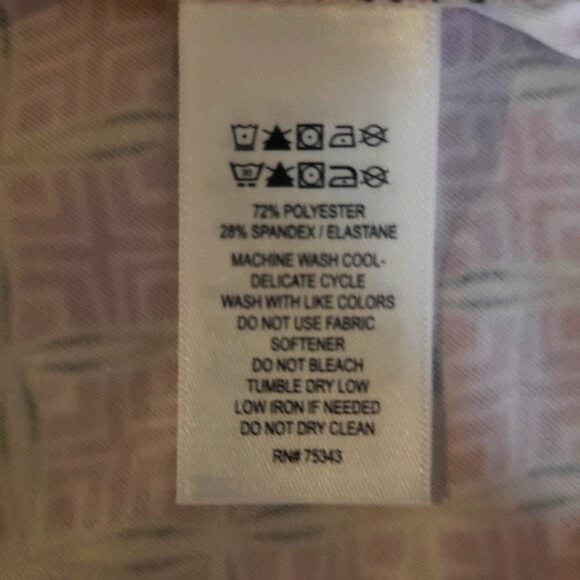 30
72% POLYESTER
28% SPANDEX / ELASTANE
MACHINE WASH COOL-
DELICATE CYCLE
WASH WITH LIKE COLORS
DO NOT USE FABRIC
SOFTENER
DO NOT BLEACH
TUMBLE DRY LOW
LOW IRON IF NEEDED
DO NOT DRY CLEAN
RN# 75343